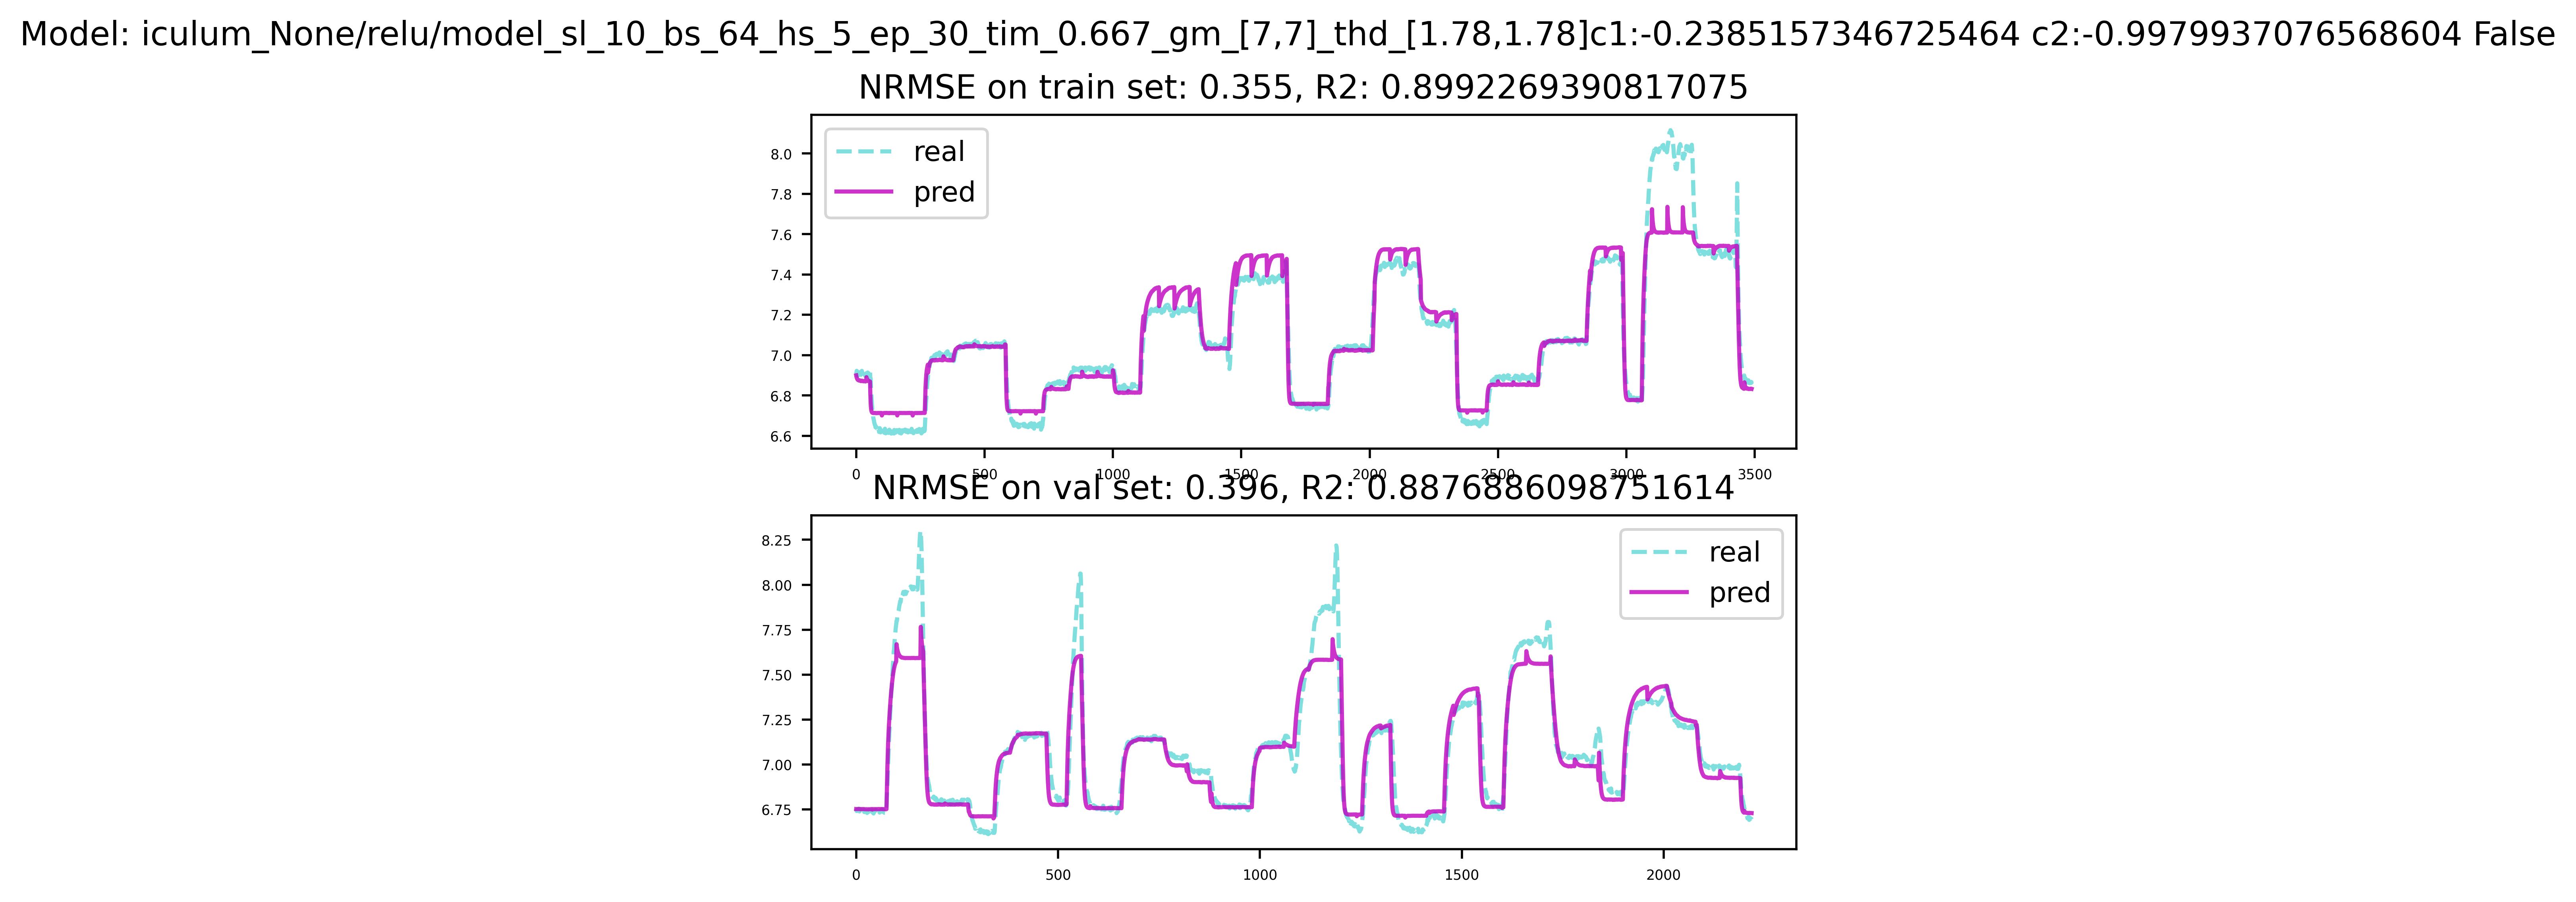 Model: iculum_None/relu/model_sl_10_bs_64_hs_5_ep_30_tim_0.667_gm_[7,7]_thd_[1.78,1.78]c1:-0.2385157346725464 c2:-0.9979937076568604 False
NRMSE on train set: 0.355, R2: 0.8992269390817075
real
pred
8.0
7.8
7.6
7.4
7.2
7.0
6.8
6.6
0 500 1000 1500 2000 2500 3000 3500
NRMSE on val set: 0.396, R2: 0.8876886098751614
real
pred
8.25
8.00
7.75
7.50
7.25
7.00
6.75
0 500 1000 1500 2000